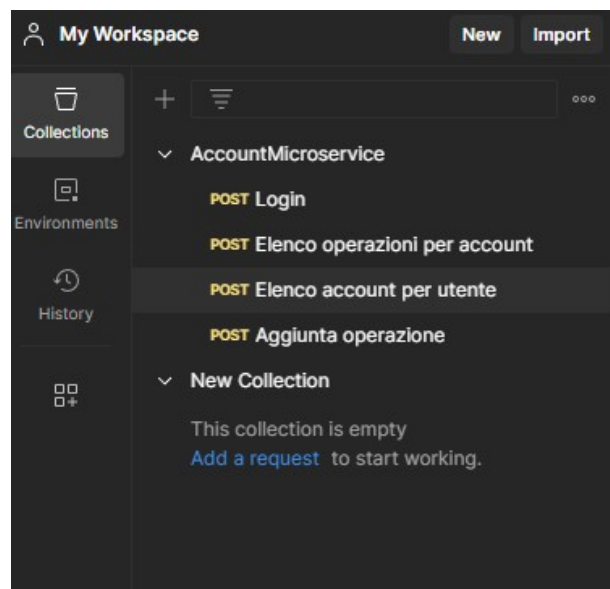 My Workspace
New
Import
Collections
Environments
History
AccountMicroservice
POST Login
POST Elenco operazioni per account
POST Elenco account per utente
POST Aggiunta operazione
New Collection
This collection is empty
Add a request to start working.